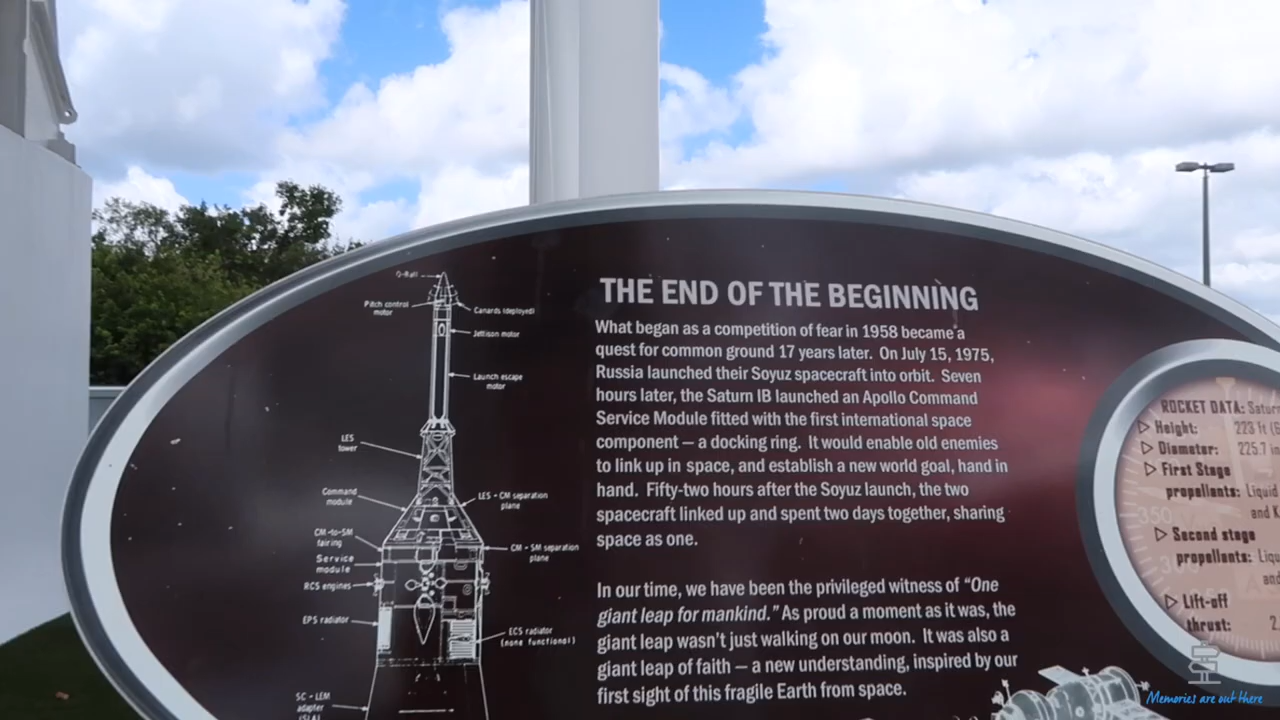 Q-Ball
Pitch control
motor
Canards (deployed)
Jettison motor
Launch escape
motor
LES
tower
Command
module
LES - CM separation
plane
CM-to-SM
fairing
CM - SM separation
plane
Service
module
RCS engines
EPS radiator
ECS radiator
(none functional)
SC - LEM
adapter
THE END OF THE BEGINNING
What began as a competition of fear in 1958 became a
quest for common ground 17 years later. On July 15, 1975,
Russia launched their Soyuz spacecraft into orbit. Seven
hours later, the Saturn IB launched an Apollo Command
Service Module fitted with the first international space
component — a docking ring. It would enable old enemies
to link up in space, and establish a new world goal, hand in
hand. Fifty-two hours after the Soyuz launch, the two
spacecraft linked up and spent two days together, sharing
space as one.
In our time, we have been the privileged witness of "One
giant leap for mankind." As proud a moment as it was, the
giant leap wasn't just walking on our moon. It was also a
giant leap of faith — a new understanding, inspired by our
first sight of this fragile Earth from space.
ROCKET DATA:
Height: 223 ft
Diameter: 225.7
First Stage
propellants: Liquid
and
350
Second stage
propellants:
and
Lift-off
thrust:
Memories are out there